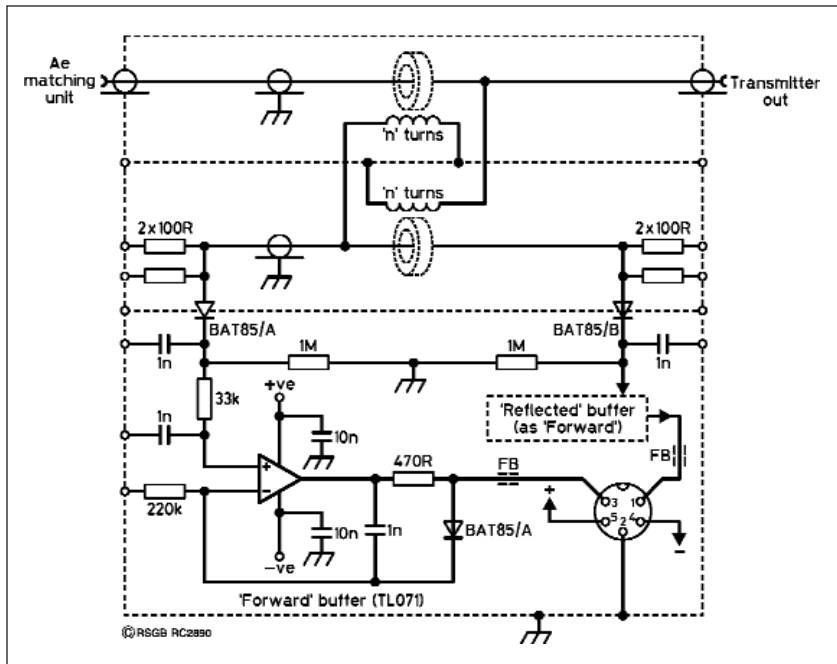 Ae
matching
unit
Transmitter
out
'n' turns
'n' turns
2x100R
2x100R
BAT85/A
BAT85/B
1n
1M
1M
1n
33k
+ve
'Reflected' buffer
(as 'Forward')
1n
10n
470R
FB
FB
+
−
+
3
1
5
2
4
220k
10n
1n
BAT85/A
−
−ve
'Forward' buffer (TL071)
©RSGB RC2890